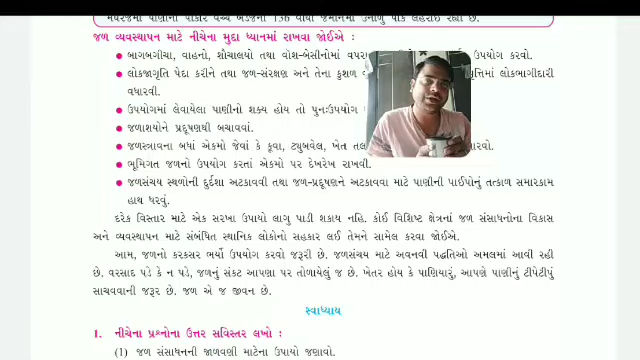 જળ વ્યવસ્થાપન માટે નીચેના મુદા ધ્યાનમાં રાખવા જોઈએ :
• બાગબગીચા, વાહનો, શૌચાલયો તથા વોશ-બેસીનોમાં વપરા ઉપયોગ કરવો.
• લોકજાગૃતિ પેદા કરીને તથા જળ-સંરક્ષણ અને તેના કુશળ વ ત્તિમાં લોકભાગીદારી
વધારવી.
• ઉપયોગમાં લેવાયેલા પાણીનો શક્ય હોય તો પુનઃઉપયોગ
• જળાશયોને પ્રદૂષણથી બચાવવાં.
• જળસ્ત્રાવના બધાં એકમો જેવાં કે કૂવા, ટ્યુબવેલ, ખેત તલ ારવો.
• ભૂમિગત જળનો ઉપયોગ કરતાં એકમો પર દેખરેખ રાખવી.
• જળસંચય સ્થળોની દુર્દશા અટકાવવી તથા જળ-પ્રદૂષણને અટકાવવા માટે પાણીની પાઈપોનું તત્કાળ સમારકામ
હાથ ધરવું.
દરેક વિસ્તાર માટે એક સરખા ઉપાયો લાગુ પાડી શકાય નહિ. કોઈ વિશિષ્ટ ક્ષેત્રનાં જળ સંસાધનોના વિકાસ
અને વ્યવસ્થાપન માટે સંબંધિત સ્થાનિક લોકોનો સહકાર લઈ તેમને સામેલ કરવા જોઈએ.
આમ, જળનો કરકસર ભર્યો ઉપયોગ કરવો જરૂરી છે. જળસંચય માટે અવનવી પદ્ધતિઓ અમલમાં આવી રહી
છે. વરસાદ પડે કે ન પડે, જળનું સંકટ આપણા પર તોળાયેલું જ છે. ખેતર હોય કે પાણિયારું, આપણે પાણીનું ટીપેટીપું
સાચવવાની જરૂર છે. જળ એ જ જીવન છે.
સ્વાધ્યાય
1. નીચેના પ્રશ્નોના ઉત્તર સવિસ્તર લખો :
(1) જળ સંસાધનની જાળવણી માટેના ઉપાયો જણાવો.